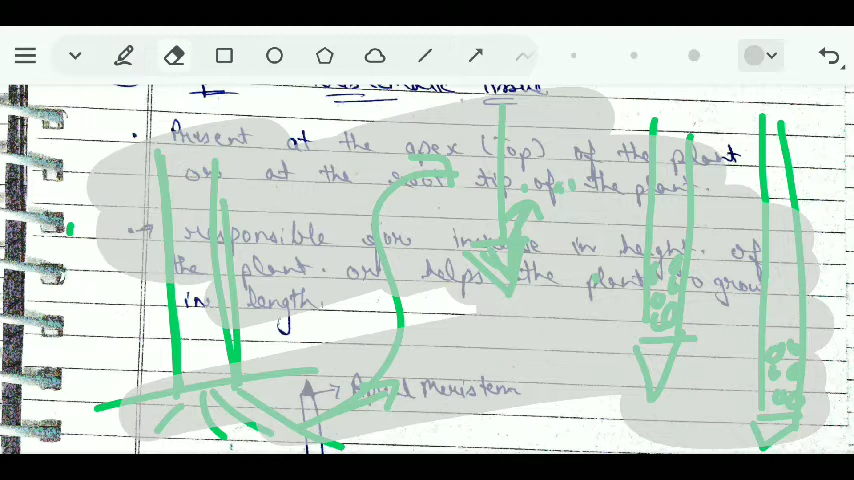 Present at the apex (Top) of the plant
or at the root tip of the plant.
responsible for increase in height of
the plant. or helps the plant to grow
in length.
Apical Meristem